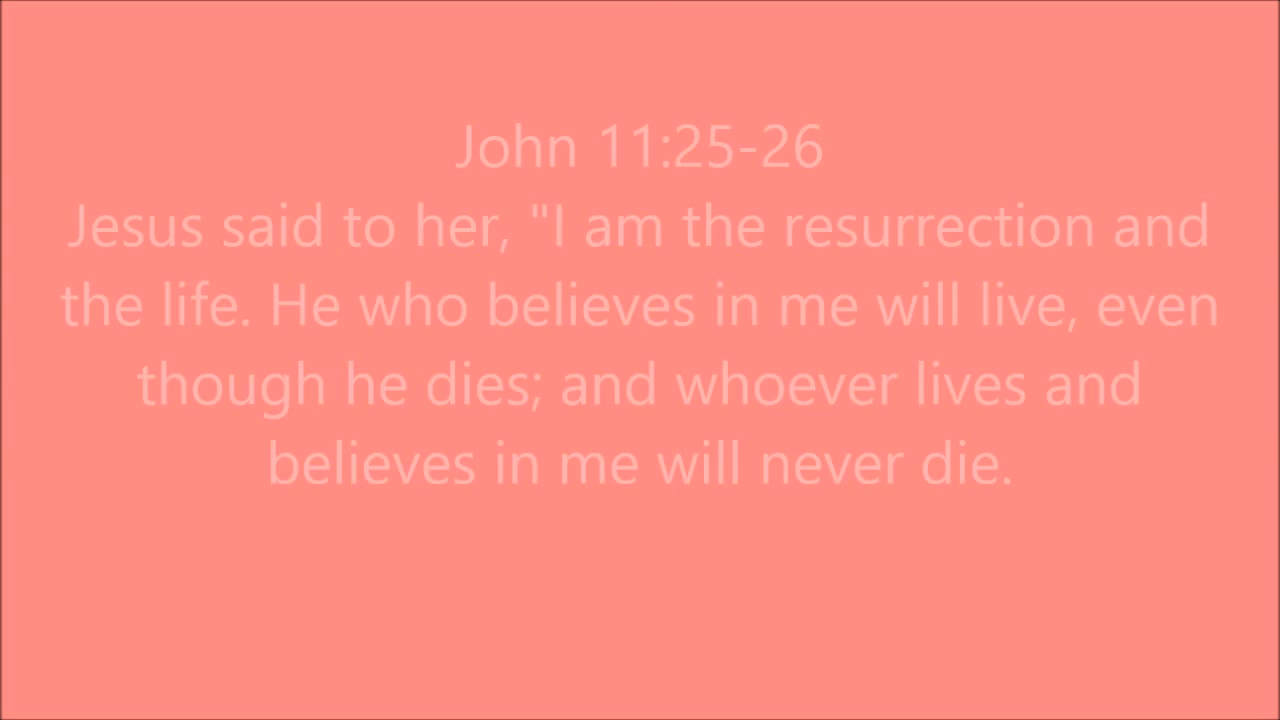 John 11:25-26
Jesus said to her, "I am the resurrection and
the life. He who believes in me will live, even
though he dies; and whoever lives and
believes in me will never die.